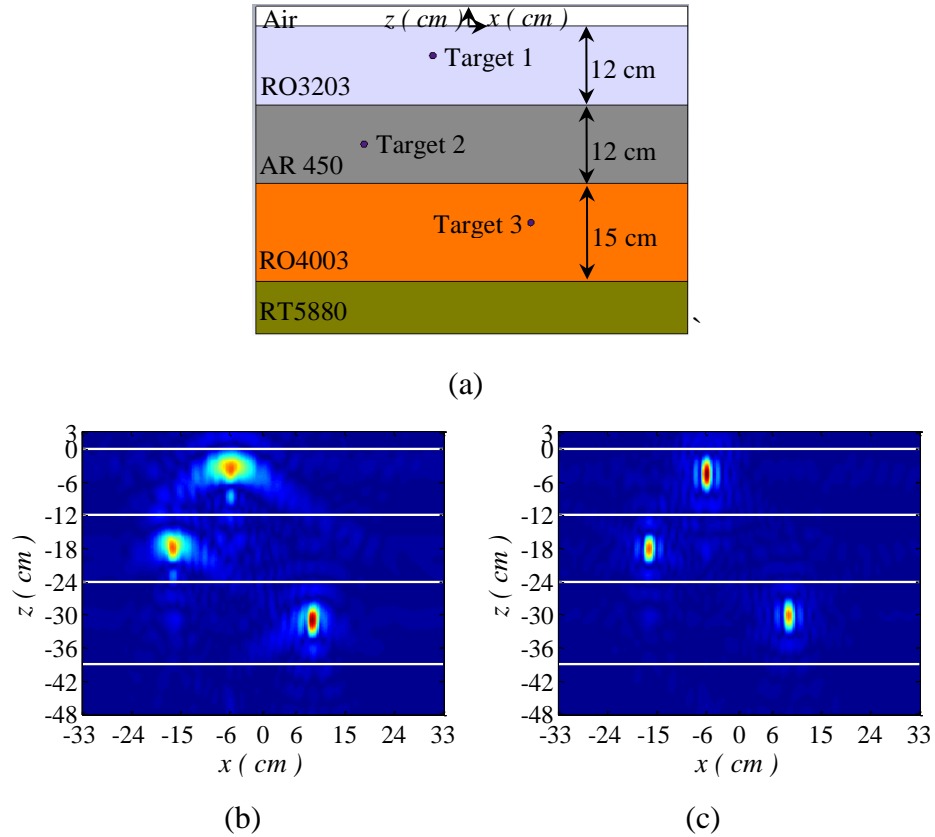 Air
z ( cm ) x ( cm )
Target 1
12 cm
RO3203
Target 2
12 cm
AR 450
Target 3
15 cm
RO4003
RT5880
`
(a)
3
0
-6
-12
-18
-24
-30
-36
-42
-48
z ( cm )
-33 -24 -15 -6 0 6 15 24 33
x ( cm )
(b)
3
0
-6
-12
-18
-24
-30
-36
-42
-48
z ( cm )
-33 -24 -15 -6 0 6 15 24 33
x ( cm )
(c)